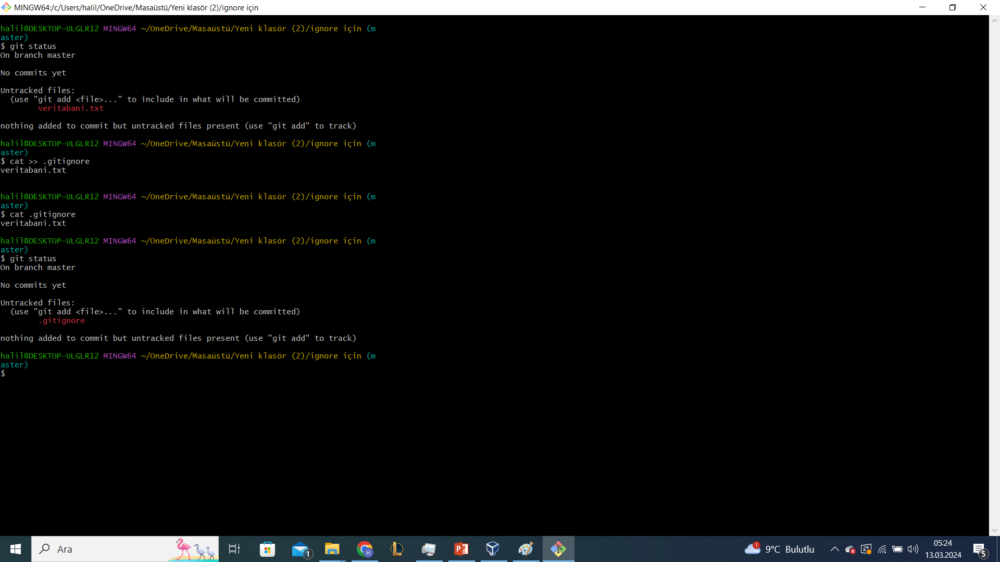 MINGW64:/c/Users/halil/OneDrive/Masaüstü/Yeni klasör (2)/ignore için
halil@DESKTOP-ULGLR12 MINGW64 ~/OneDrive/Masaüstü/Yeni klasör (2)/ignore için (m
aster)
$ git status
On branch master
No commits yet
Untracked files:
  (use "git add <file>..." to include in what will be committed)
        veritabani.txt
nothing added to commit but untracked files present (use "git add" to track)
halil@DESKTOP-ULGLR12 MINGW64 ~/OneDrive/Masaüstü/Yeni klasör (2)/ignore için (m
aster)
$ cat >> .gitignore
veritabani.txt
halil@DESKTOP-ULGLR12 MINGW64 ~/OneDrive/Masaüstü/Yeni klasör (2)/ignore için (m
aster)
$ cat .gitignore
veritabani.txt
halil@DESKTOP-ULGLR12 MINGW64 ~/OneDrive/Masaüstü/Yeni klasör (2)/ignore için (m
aster)
$ git status
On branch master
No commits yet
Untracked files:
  (use "git add <file>..." to include in what will be committed)
        .gitignore
nothing added to commit but untracked files present (use "git add" to track)
halil@DESKTOP-ULGLR12 MINGW64 ~/OneDrive/Masaüstü/Yeni klasör (2)/ignore için (m
aster)
$
Ara
1
H
P
1
9°C Bulutlu
05:24
13.03.2024
5